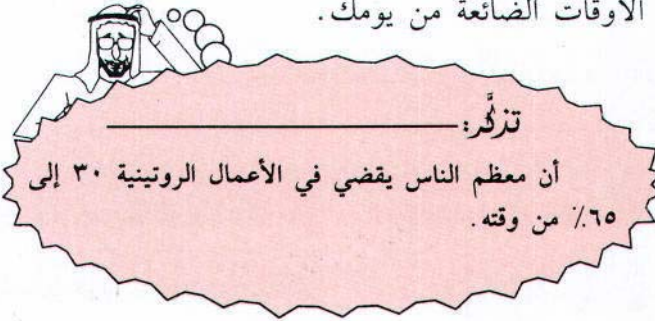 الأوقات الضائعة من يومك.
تذكَّر:
أن معظم الناس يقضي في الأعمال الروتينية ٣٠ إلى
٦٥٪ من وقته.